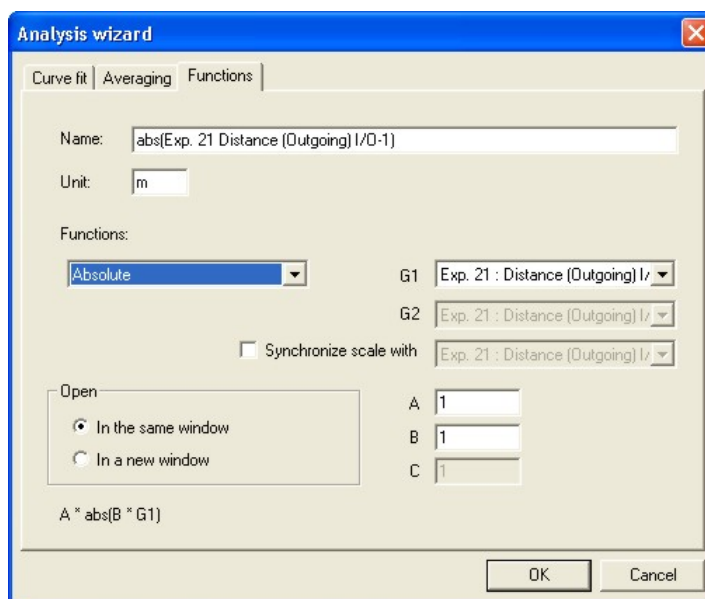 Analysis wizard
Curve fit Averaging Functions
Name: abs(Exp. 21 Distance (Outgoing) I/O-1)
Unit: m
Functions:
Absolute
G1 Exp. 21 : Distance (Outgoing) I/
G2 Exp. 21 : Distance (Outgoing) I/
Synchronize scale with Exp. 21 : Distance (Outgoing) I/
Open
In the same window
In a new window
A 1
B 1
C 1
A * abs(B * G1)
OK Cancel